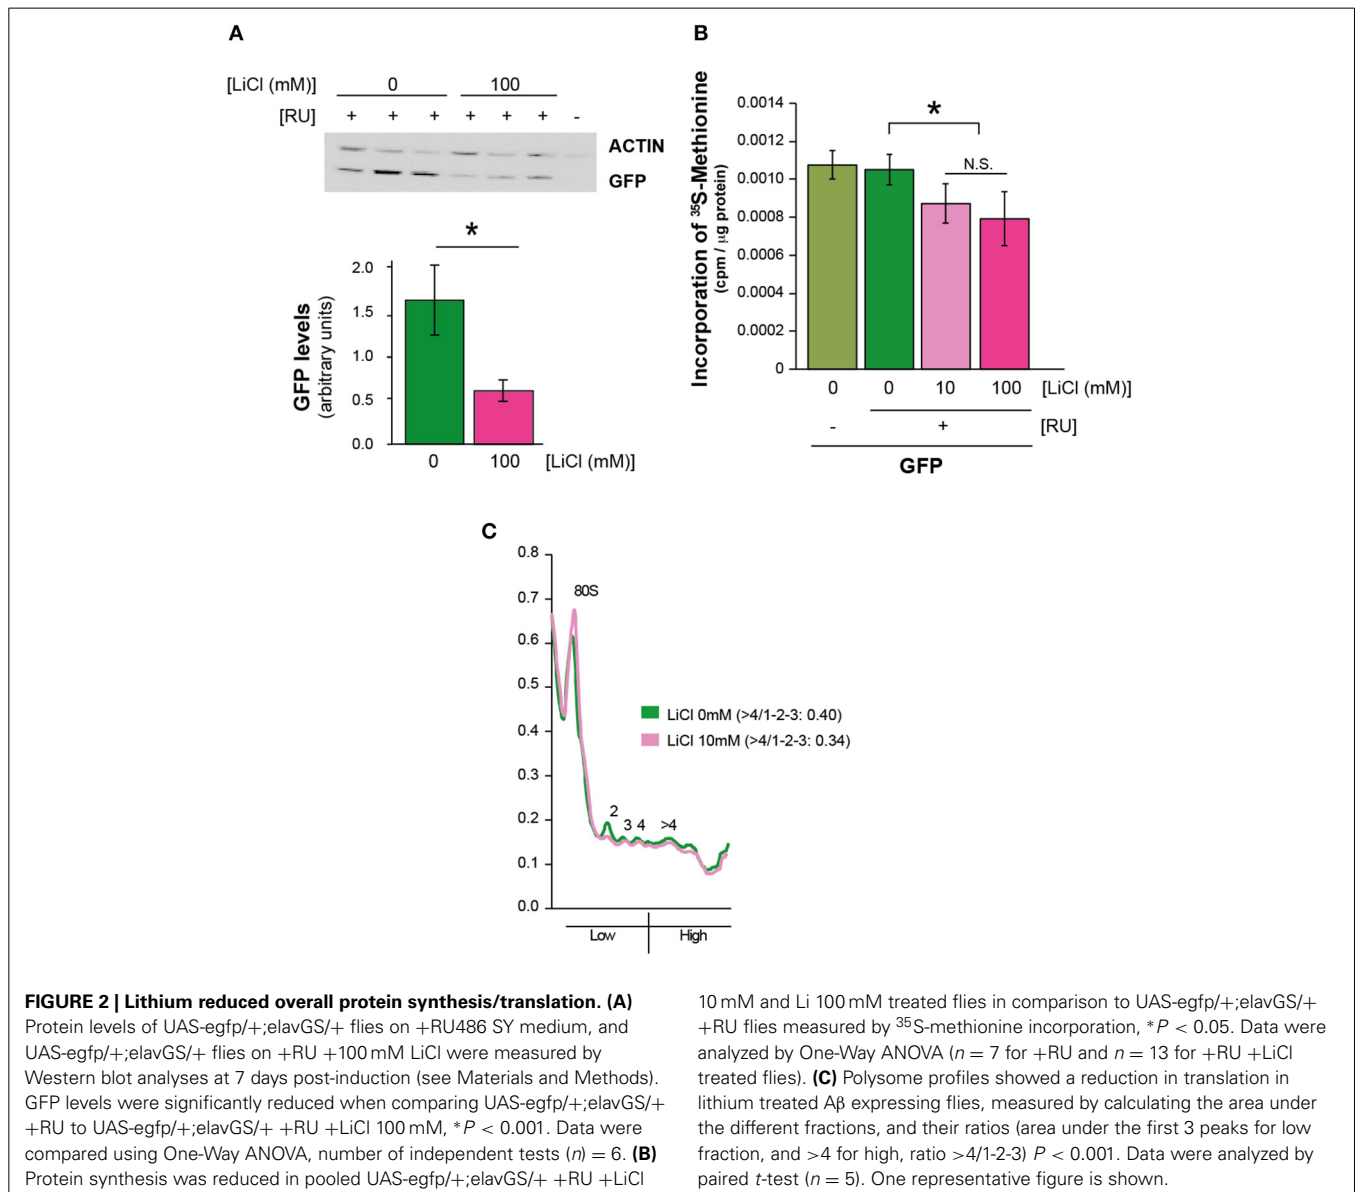 A
[LiCl (mM)] 0 100
[RU] + + + + + + -
ACTIN
GFP
*
GFP levels
(arbitrary units)
2.0
1.5
1.0
0.5
0.0
0 100 [LiCl (mM)]
B
Incorporation of ³⁵S-Methionine
(cpm / µg protein)
0.0014
0.0012
0.0010
0.0008
0.0006
0.0004
0.0002
0
*
N.S.
0 0 10 100 [LiCl (mM)]
- + [RU]
GFP
C
0.8
0.7
0.6
0.5
0.4
0.3
0.2
0.1
0.0
80S
2
3 4 >4
LiCl 0mM (>4/1-2-3: 0.40)
LiCl 10mM (>4/1-2-3: 0.34)
Low High
FIGURE 2 | Lithium reduced overall protein synthesis/translation. (A)
Protein levels of UAS-egfp/+;elavGS/+ flies on +RU486 SY medium, and
UAS-egfp/+;elavGS/+ flies on +RU +100 mM LiCl were measured by
Western blot analyses at 7 days post-induction (see Materials and Methods).
GFP levels were significantly reduced when comparing UAS-egfp/+;elavGS/+
+RU to UAS-egfp/+;elavGS/+ +RU +LiCl 100 mM, *P < 0.001. Data were
compared using One-Way ANOVA, number of independent tests (n) = 6. (B)
Protein synthesis was reduced in pooled UAS-egfp/+;elavGS/+ +RU +LiCl
10 mM and Li 100 mM treated flies in comparison to UAS-egfp/+;elavGS/+
+RU flies measured by ³⁵S-methionine incorporation, *P < 0.05. Data were
analyzed by One-Way ANOVA (n = 7 for +RU and n = 13 for +RU +LiCl
treated flies). (C) Polysome profiles showed a reduction in translation in
lithium treated Aβ expressing flies, measured by calculating the area under
the different fractions, and their ratios (area under the first 3 peaks for low
fraction, and >4 for high, ratio >4/1-2-3) P < 0.001. Data were analyzed by
paired t-test (n = 5). One representative figure is shown.